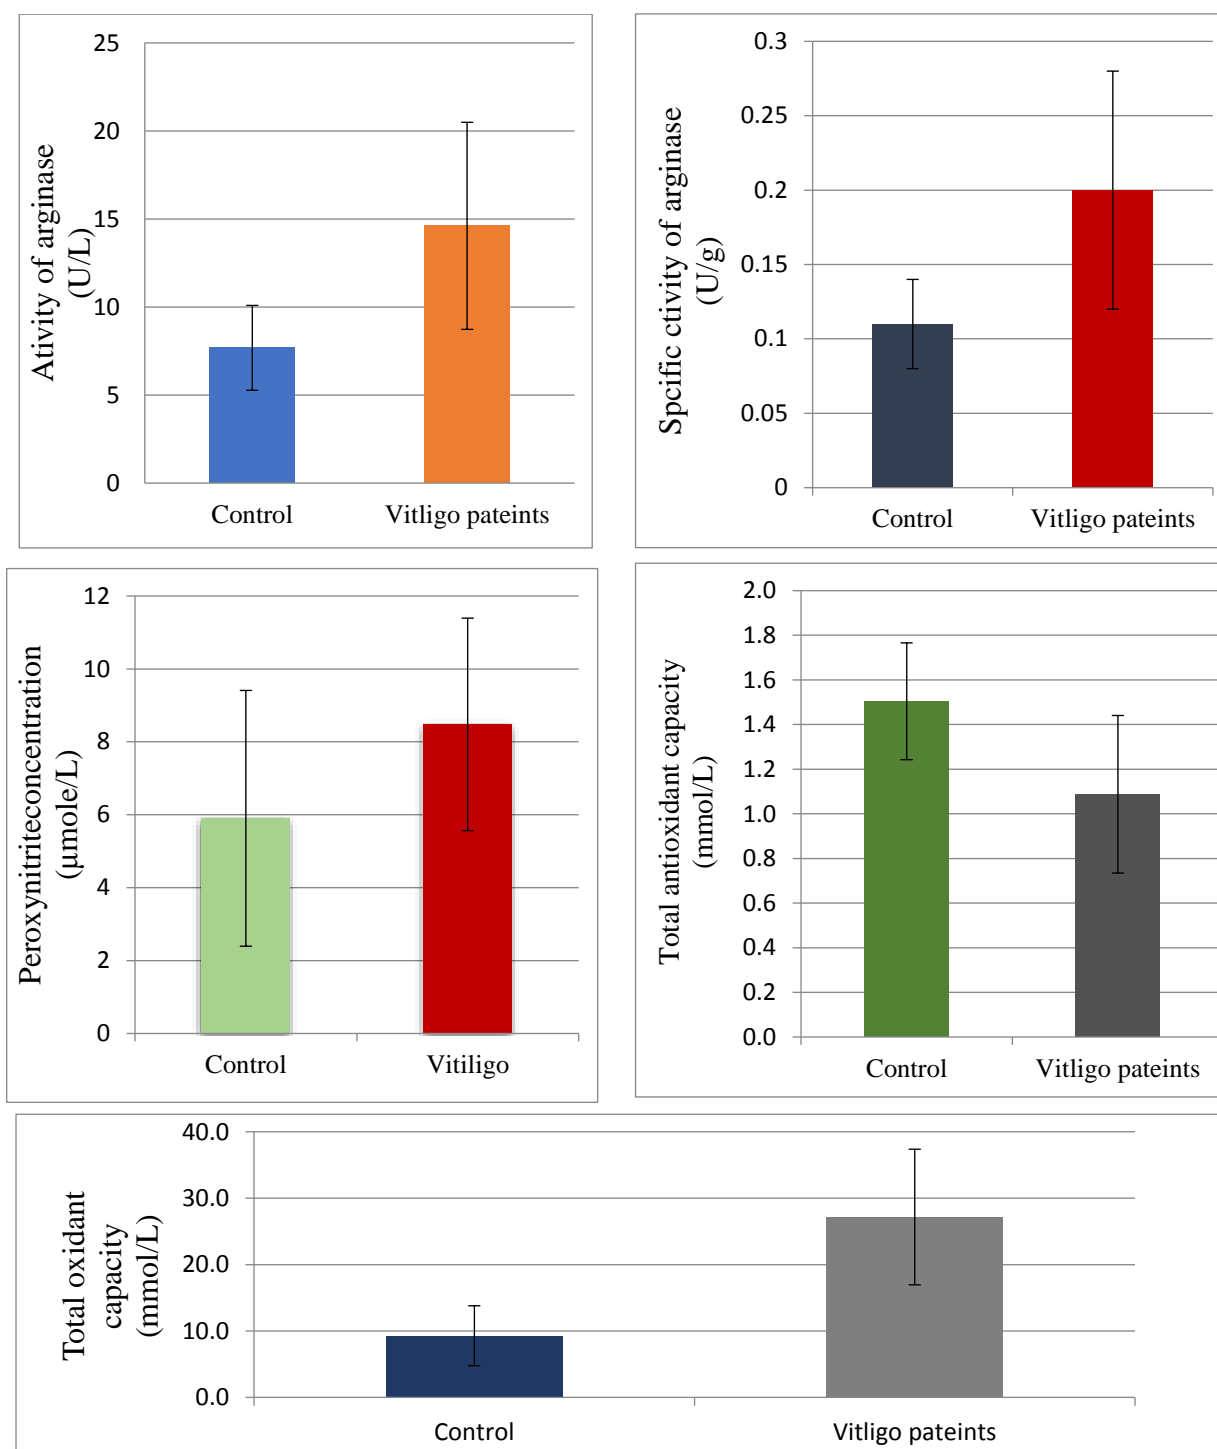 Ativity of arginase
(U/L)
25
20
15
10
5
0
Control
Vitligo pateints
Spcific ctivity of arginase
(U/g)
0.3
0.25
0.2
0.15
0.1
0.05
0
Control
Vitligo pateints
Peroxynitriteconcentration
(μmole/L)
12
10
8
6
4
2
0
Control
Vitiligo
Total antioxidant capacity
(mmol/L)
2.0
1.8
1.6
1.4
1.2
1.0
0.8
0.6
0.4
0.2
0.0
Control
Vitligo pateints
Total oxidant
capacity
(mmol/L)
40.0
30.0
20.0
10.0
0.0
Control
Vitligo pateints